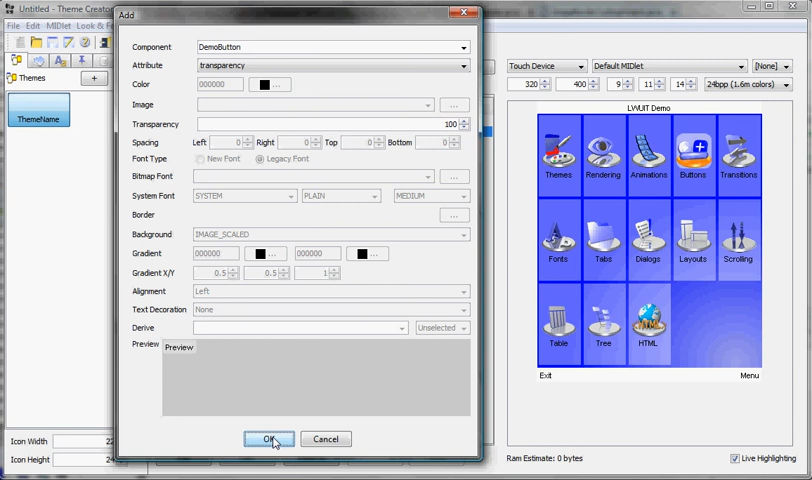 Untitled - Theme Creator
File Edit MIDlet Look & Fe
Themes +
ThemeName
Icon Width 22
Icon Height 24
Add
Component DemoButton
Attribute transparency
Color 000000 ...
Image ...
Transparency 100
Spacing Left 0 Right 0 Top 0 Bottom 0
Font Type New Font Legacy Font
Bitmap Font ...
System Font SYSTEM PLAIN MEDIUM
Border ...
Background IMAGE_SCALED
Gradient 000000 ... 000000 ...
Gradient X/Y 0.5 0.5 1
Alignment Left
Text Decoration None
Derive Unselected
Preview Preview
OK Cancel
Touch Device Default MIDlet [None]
320 400 9 11 14 24bpp (1.6m colors)
LWUIT Demo
Themes Rendering Animations Buttons Transitions
Fonts Tabs Dialogs Layouts Scrolling
Table Tree HTML
HTML
Exit Menu
Ram Estimate: 0 bytes Live Highlighting